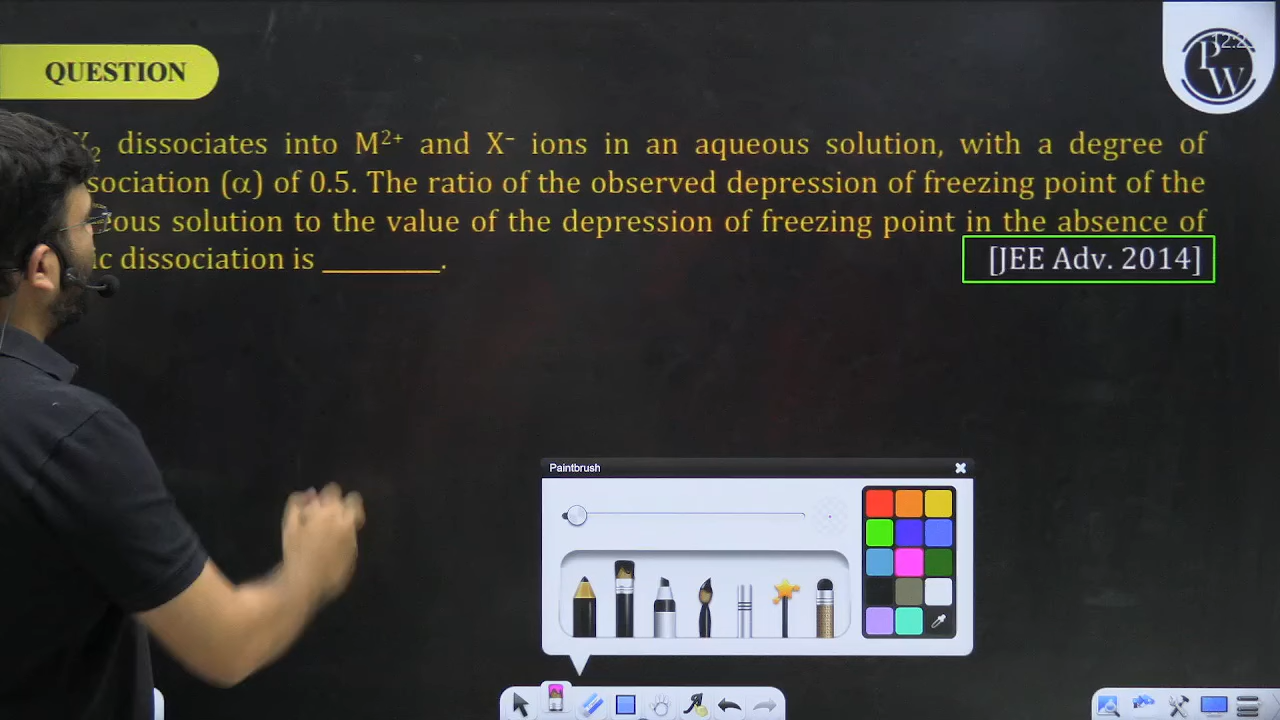 QUESTION
PW
X₂ dissociates into M²⁺ and X⁻ ions in an aqueous solution, with a degree of
sociation (α) of 0.5. The ratio of the observed depression of freezing point of the
ous solution to the value of the depression of freezing point in the absence of
ic dissociation is ________.
[JEE Adv. 2014]
Paintbrush